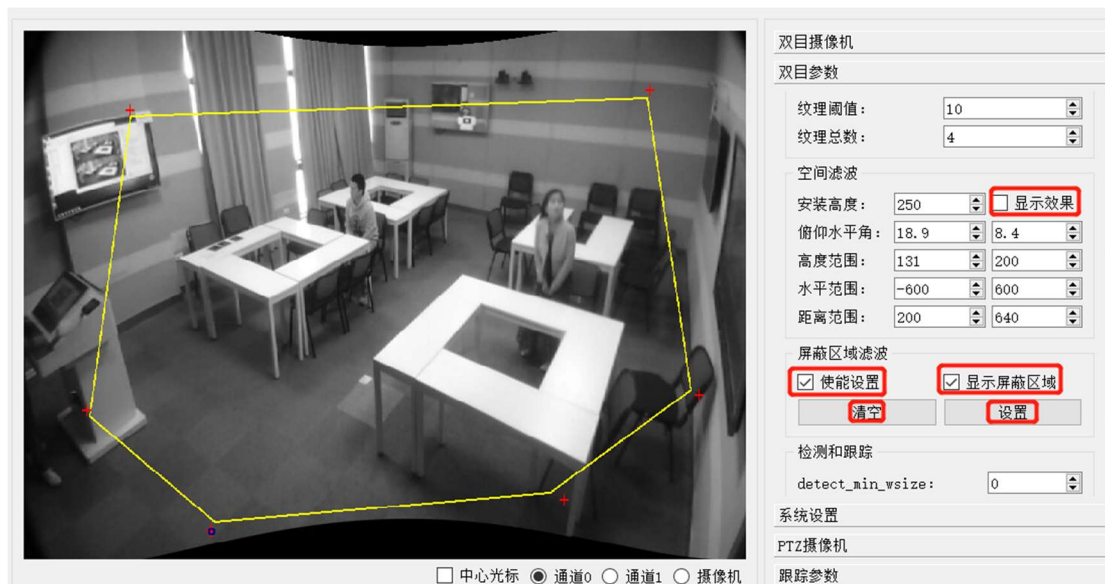 双目摄像机
双目参数
纹理阈值： 10
纹理总数： 4
空间滤波
安装高度： 250 显示效果
俯仰水平角： 18.9 8.4
高度范围： 131 200
水平范围： -600 600
距离范围： 200 640
屏蔽区域滤波
使能设置 显示屏蔽区域
清空 设置
检测和跟踪
detect_min_wsize： 0
系统设置
PTZ摄像机
跟踪参数
中心光标 通道0 通道1 摄像机